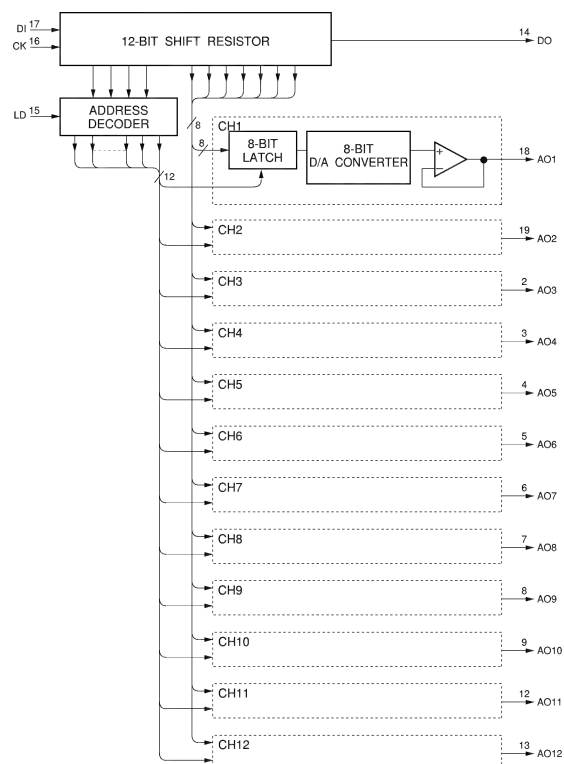 DI 17
CK 16
12-BIT SHIFT RESISTOR
14 DO
LD 15
ADDRESS
DECODER
8
12
CH1
8
8-BIT
LATCH
8-BIT
D/A CONVERTER
+
−
18 AO1
CH2
19 AO2
CH3
2 AO3
CH4
3 AO4
CH5
4 AO5
CH6
5 AO6
CH7
6 AO7
CH8
7 AO8
CH9
8 AO9
CH10
9 AO10
CH11
12 AO11
CH12
13 AO12